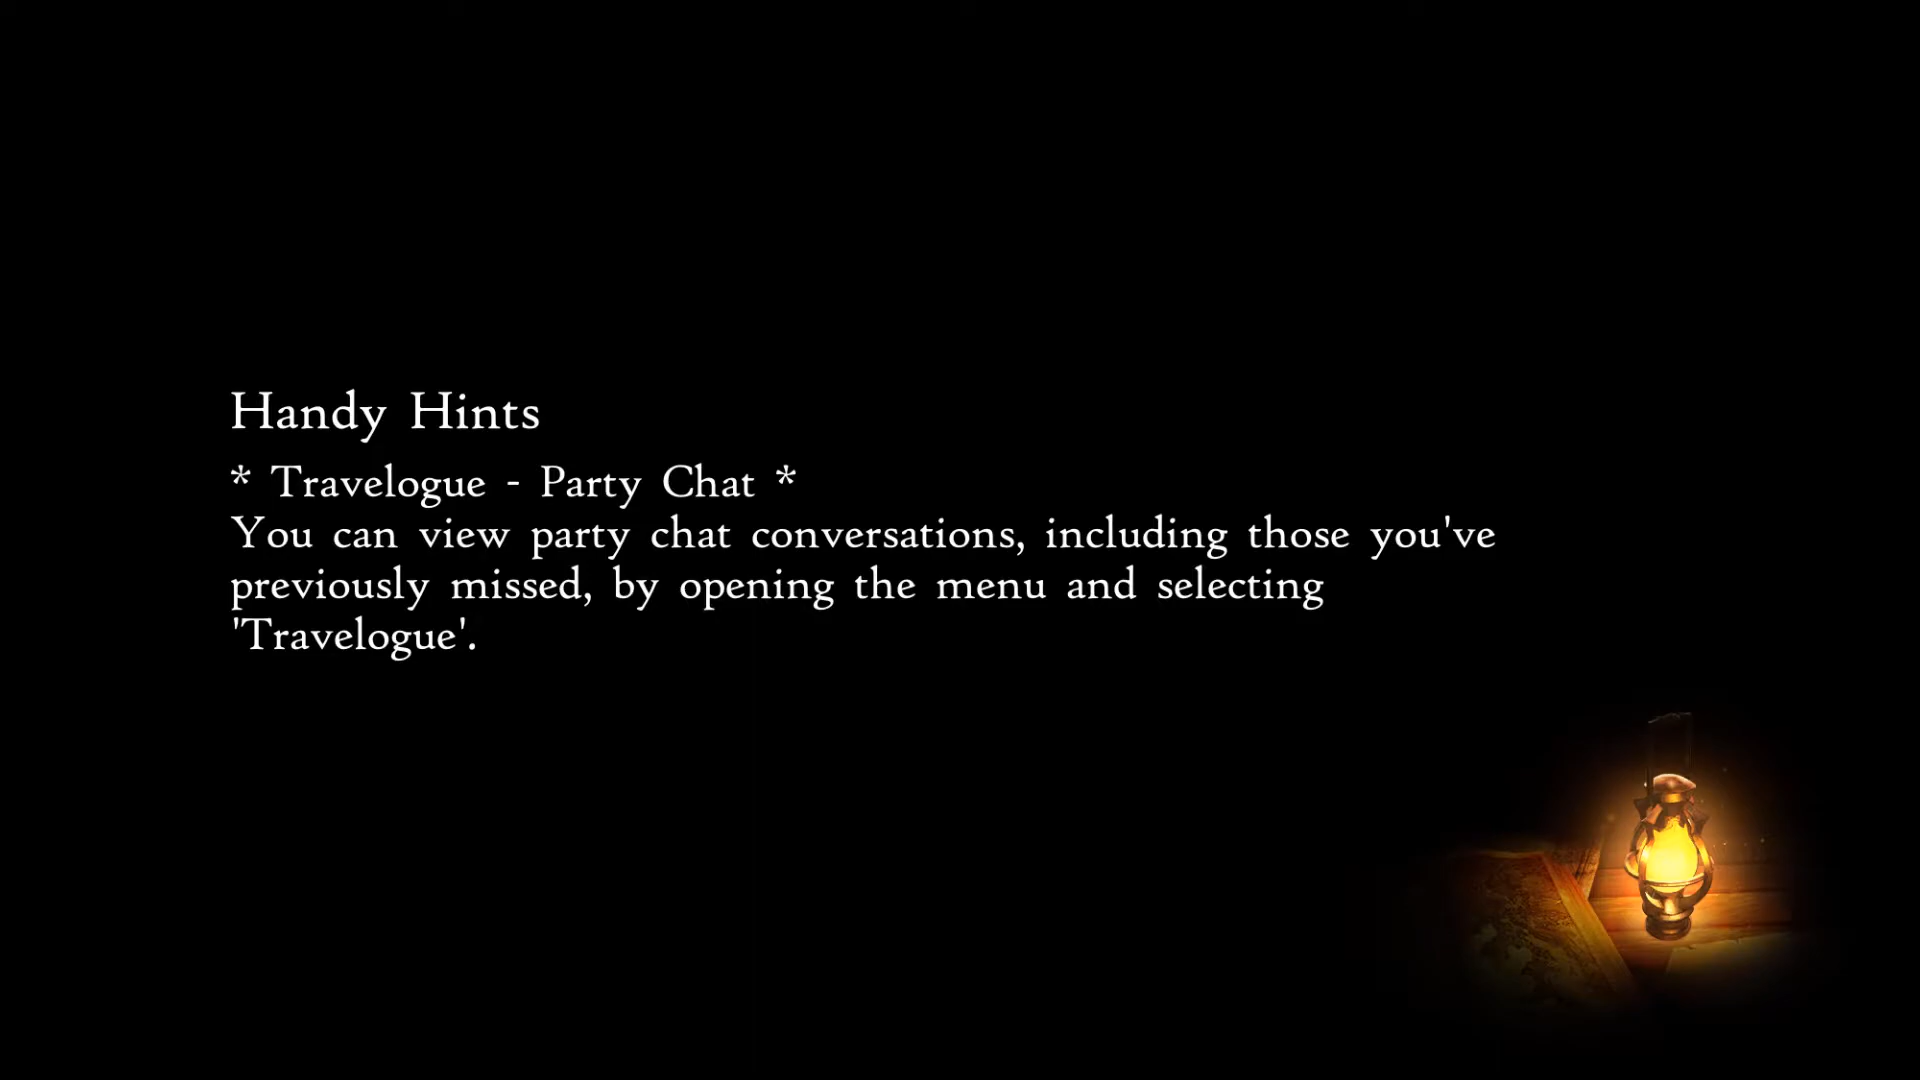 Handy Hints
* Travelogue - Party Chat *
You can view party chat conversations, including those you've
previously missed, by opening the menu and selecting
'Travelogue'.